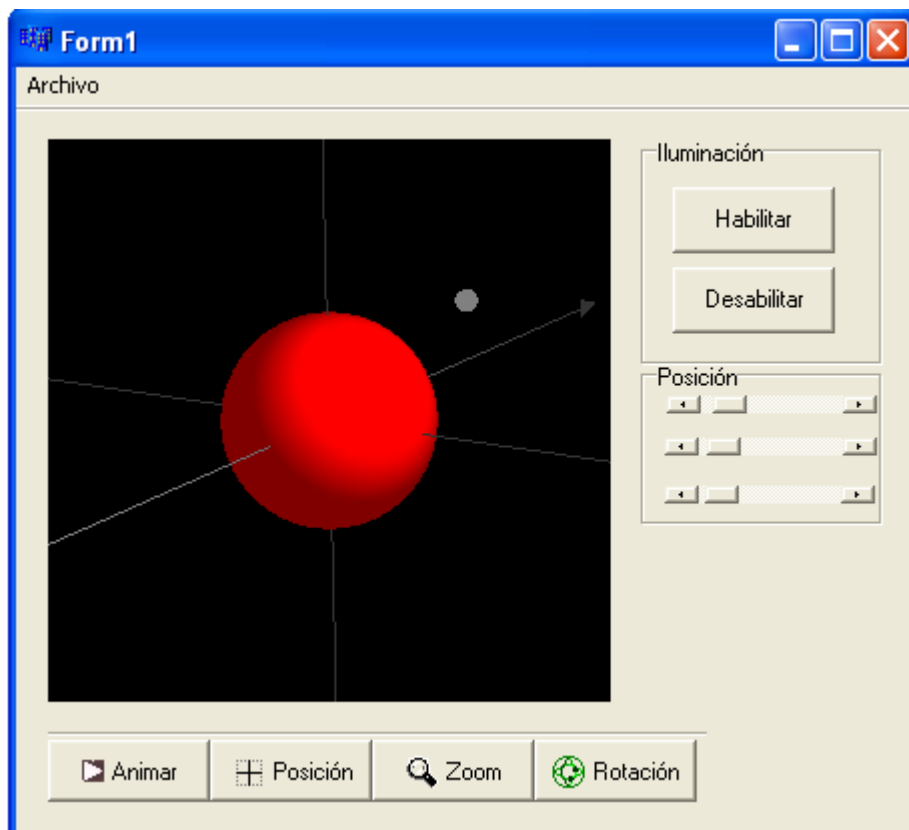 Form1
Archivo
Iluminación
Habilitar
Desabilitar
Posición
Animar
Posición
Zoom
Rotación